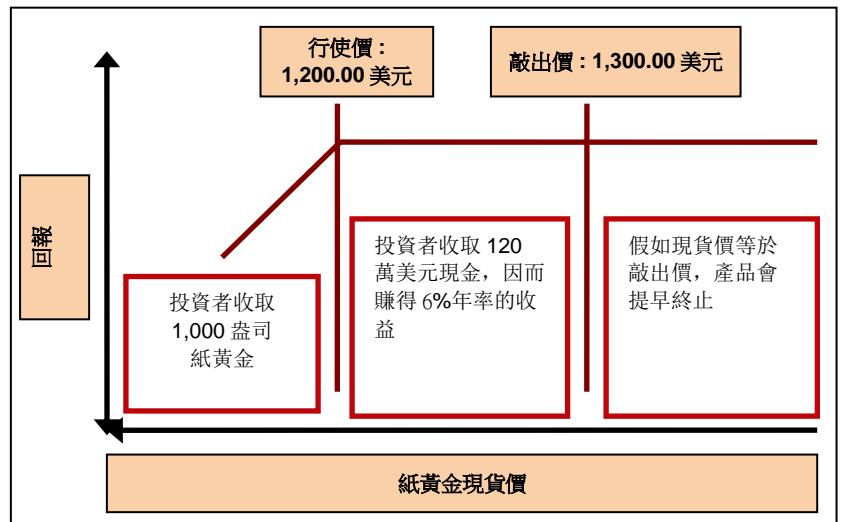 行使價 :
1,200.00 美元
敲出價 : 1,300.00 美元
回報
投資者收取
1,000 盎司
紙黃金
投資者收取 120
萬美元現金，因而
賺得 6%年率的收
益
假如現貨價等於
敲出價，產品會
提早終止
紙黃金現貨價